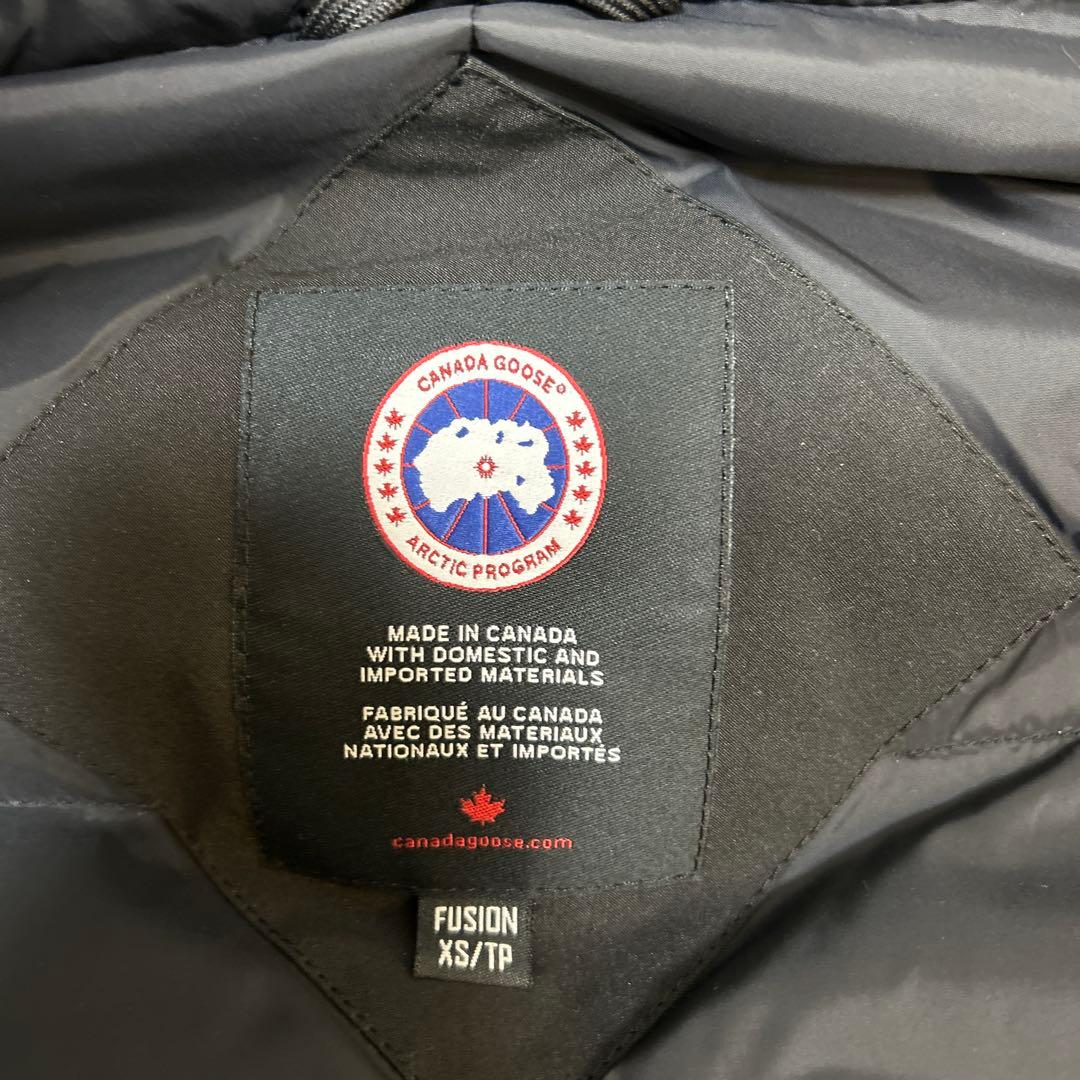 CANADA GOOSE®
ARCTIC PROGRAM
MADE IN CANADA
WITH DOMESTIC AND
IMPORTED MATERIALS
FABRIQUÉ AU CANADA
AVEC DES MATERIAUX
NATIONAUX ET IMPORTÉS
canadagoose.com
FUSION
XS/TP